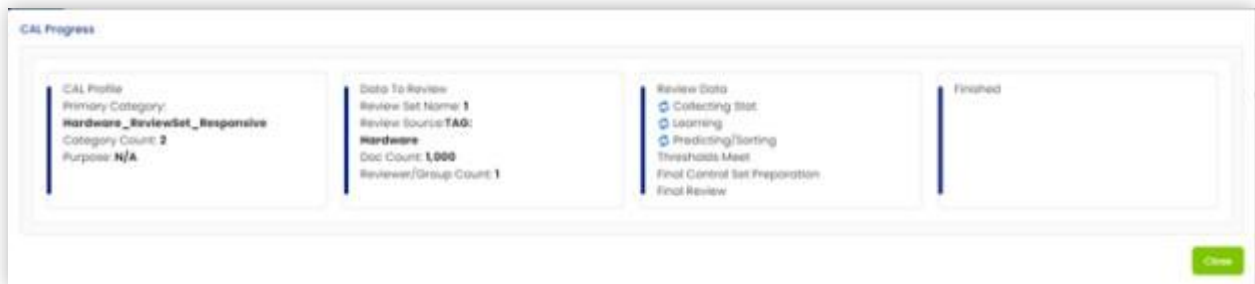 CAL Progress
CAL Profile
Primary Category:
Hardware_ReviewSet_Responsive
Category Count: 2
Purpose: N/A
Data To Review
Review Set Name: 1
Review Source:TAG:
Hardware
Doc Count: 1,000
Reviewer/Group Count: 1
Review Data
Collecting Stat
Learning
Predicting/Sorting
Thresholds Meet
Final Control Set Preparation
Final Review
Finished
Close